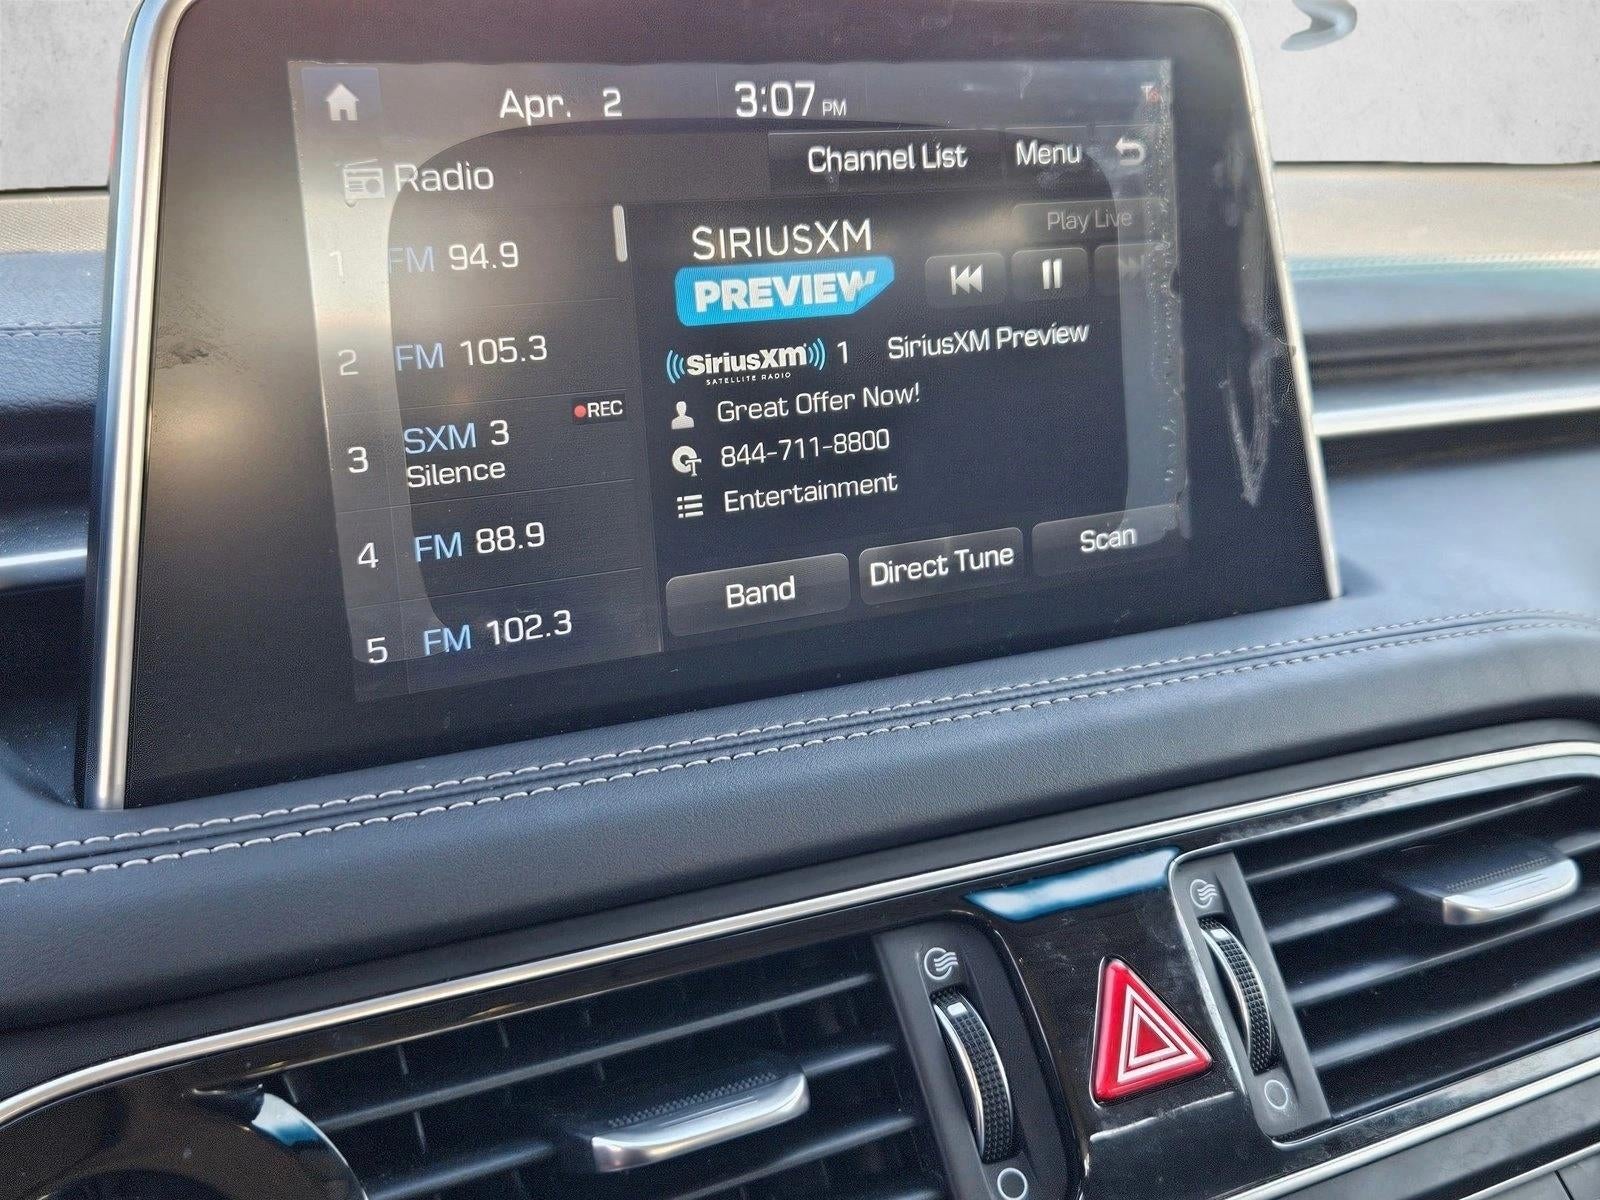 Apr. 2 3:07 PM
Radio Channel List Menu
Play Live
1 FM 94.9
2 FM 105.3
REC
3 SXM 3
Silence
4 FM 88.9
5 FM 102.3
SIRIUSXM
PREVIEW
SiriusXM 1 SiriusXM Preview
SATELLITE RADIO
Great Offer Now!
844-711-8800
Entertainment
Band Direct Tune Scan